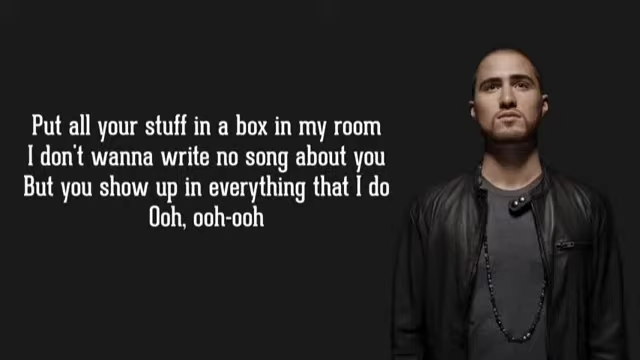 Put all your stuff in a box in my room
I don't wanna write no song about you
But you show up in everything that I do
Ooh, ooh-ooh